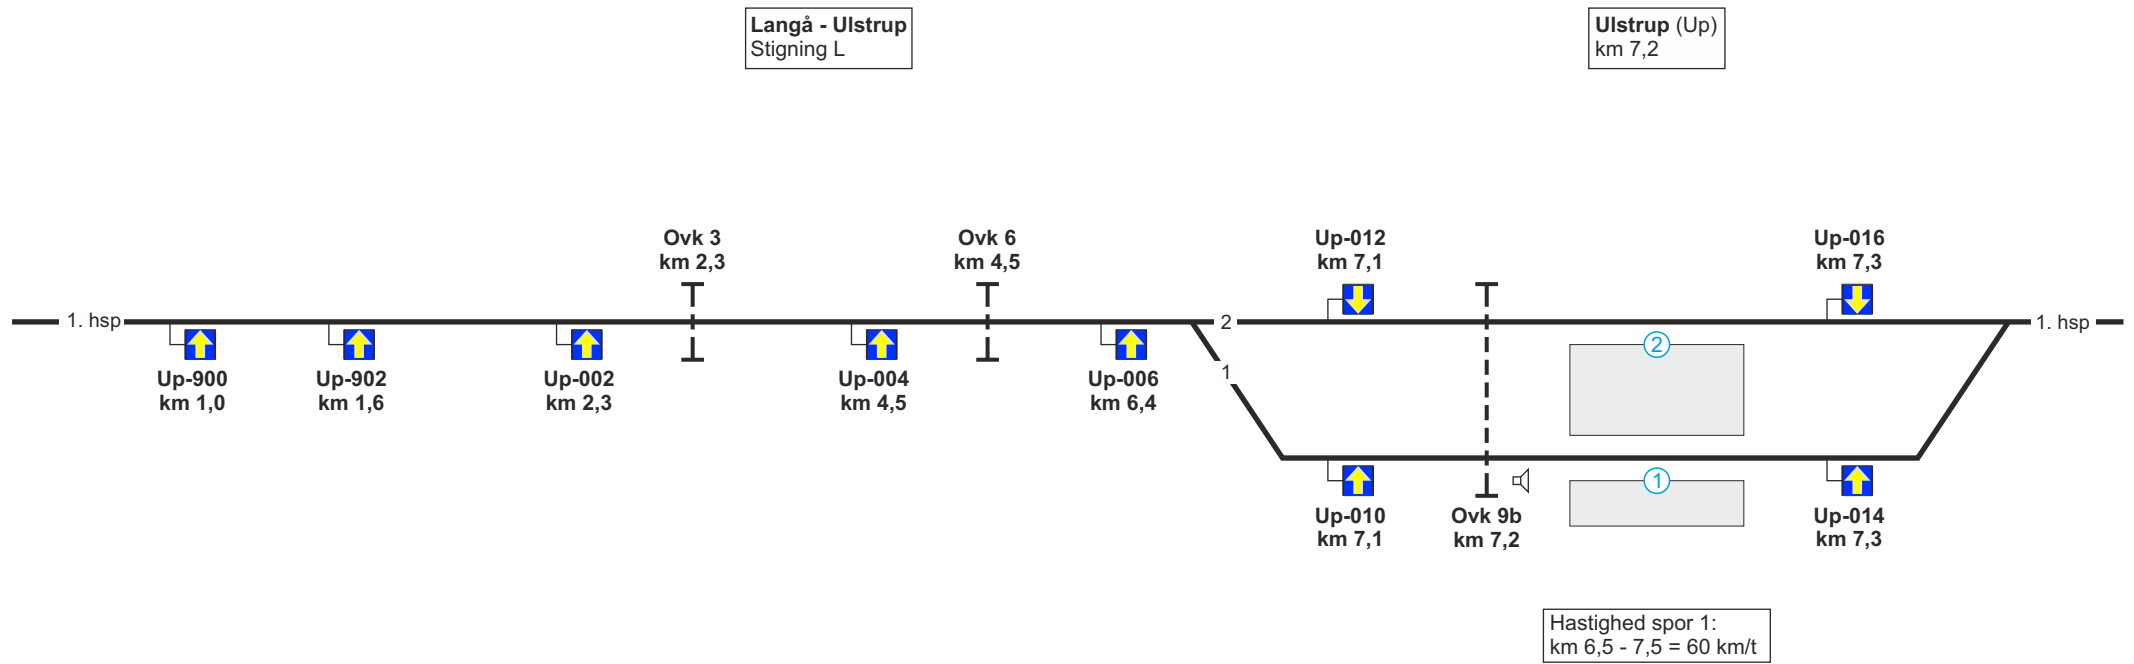 Langå - Ulstrup
Stigning L
Ulstrup (Up)
km 7,2
Ovk 3
km 2,3
Ovk 6
km 4,5
Up-012
km 7,1
Up-016
km 7,3
1. hsp
2
1. hsp
Up-900
km 1,0
Up-902
km 1,6
Up-002
km 2,3
Up-004
km 4,5
Up-006
km 6,4
1
2
1
Up-010
km 7,1
Ovk 9b
km 7,2
Up-014
km 7,3
Hastighed spor 1:
km 6,5 - 7,5 = 60 km/t